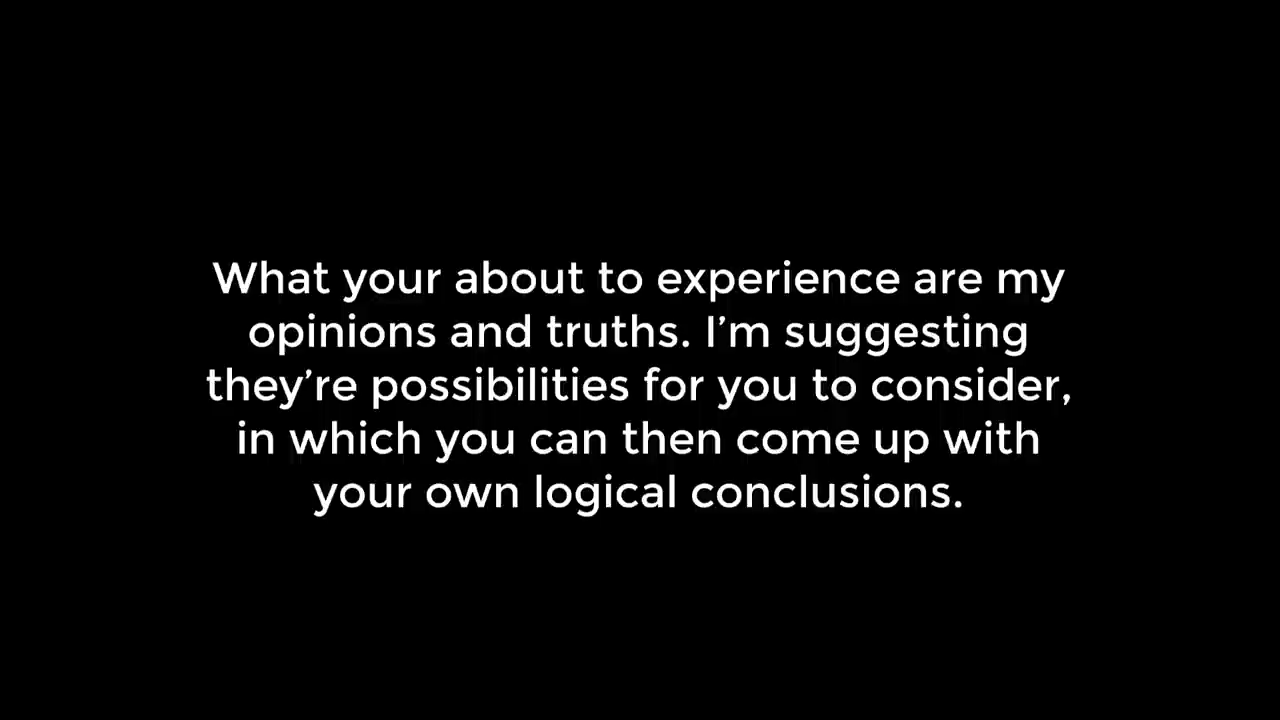 What your about to experience are my
opinions and truths. I’m suggesting
they’re possibilities for you to consider,
in which you can then come up with
your own logical conclusions.